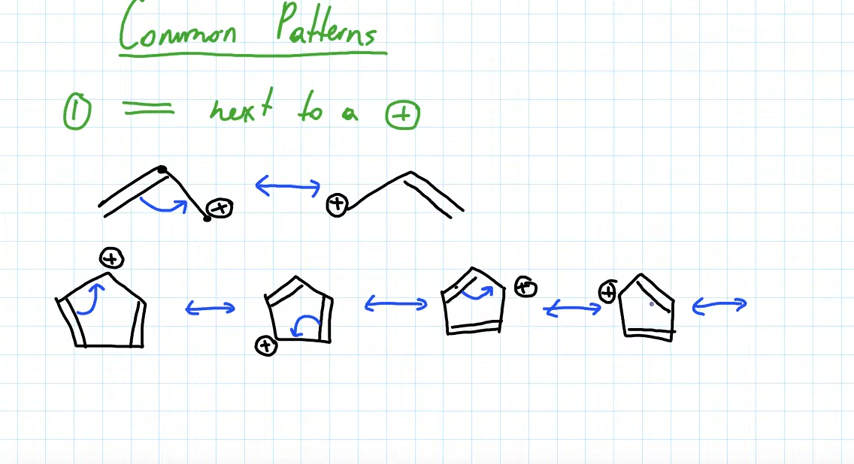 Common Patterns
① = next to a ⊕
⊕ ⊕
⊕ ⊕ ⊕ ⊕